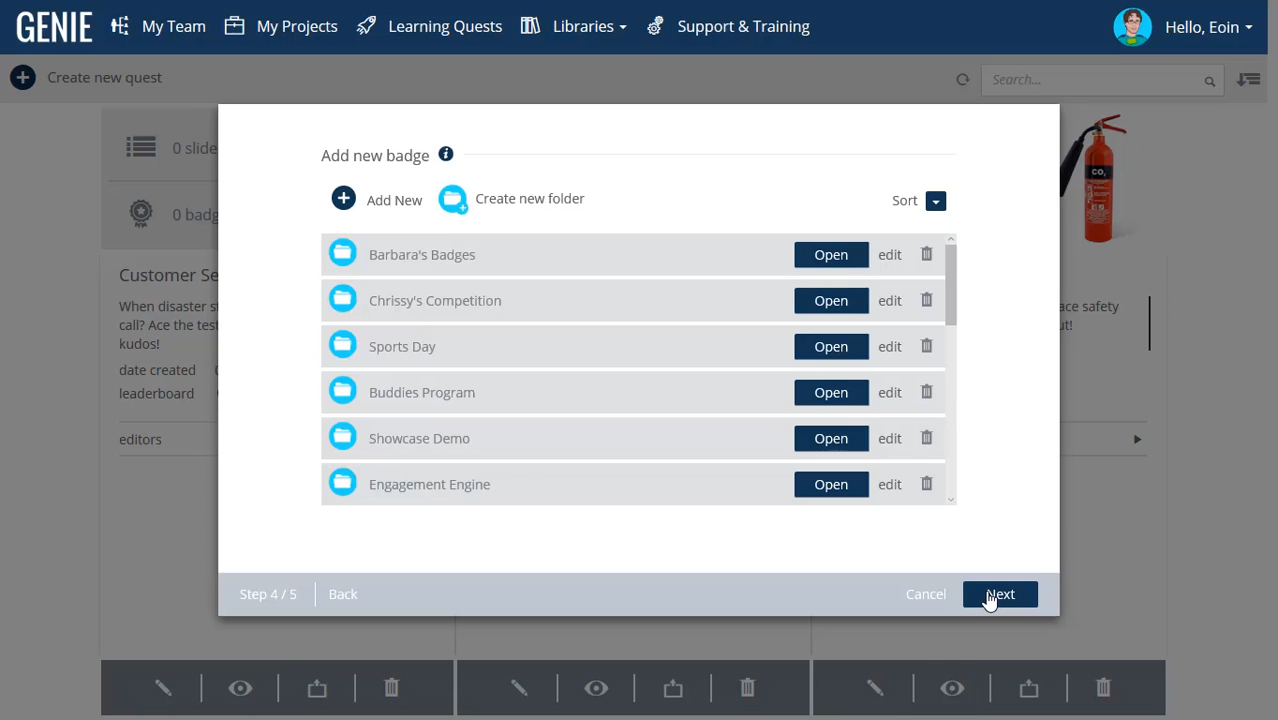 GENIE My Team My Projects Learning Quests Libraries Support & Training Hello, Eoin
Create new quest Search...
0 slide
0 badg
Customer Se
When disaster s
call? Ace the test
kudos!
date created
leaderboard
editors
Add new badge
Add New Create new folder Sort
Barbara's Badges Open edit
Chrissy's Competition Open edit
Sports Day Open edit
Buddies Program Open edit
Showcase Demo Open edit
Engagement Engine Open edit
Step 4 / 5 Back Cancel Next
CO₂
ace safety
ut!